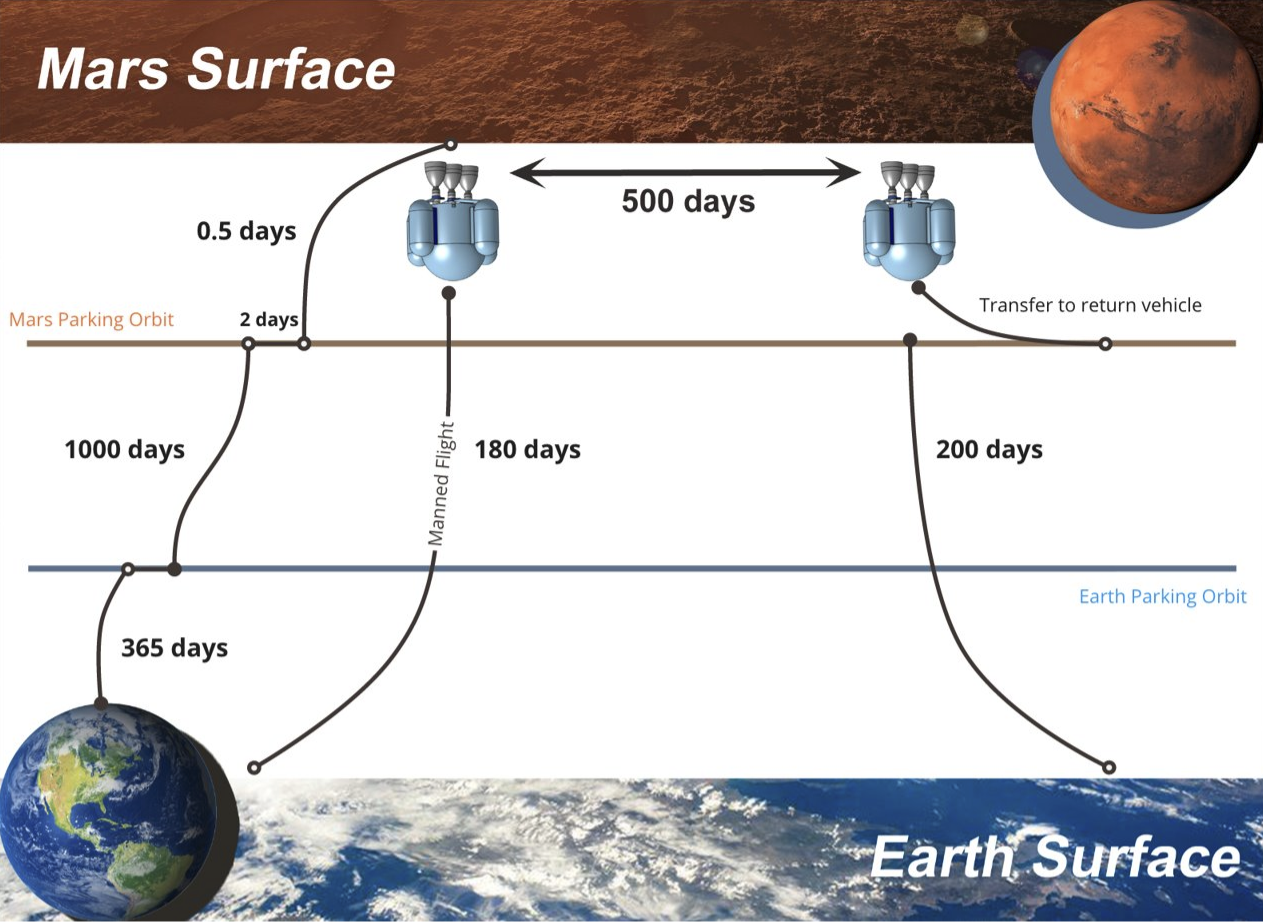 Mars Surface
500 days
0.5 days
Transfer to return vehicle
Mars Parking Orbit
2 days
1000 days
Manned Flight
180 days
200 days
Earth Parking Orbit
365 days
Earth Surface